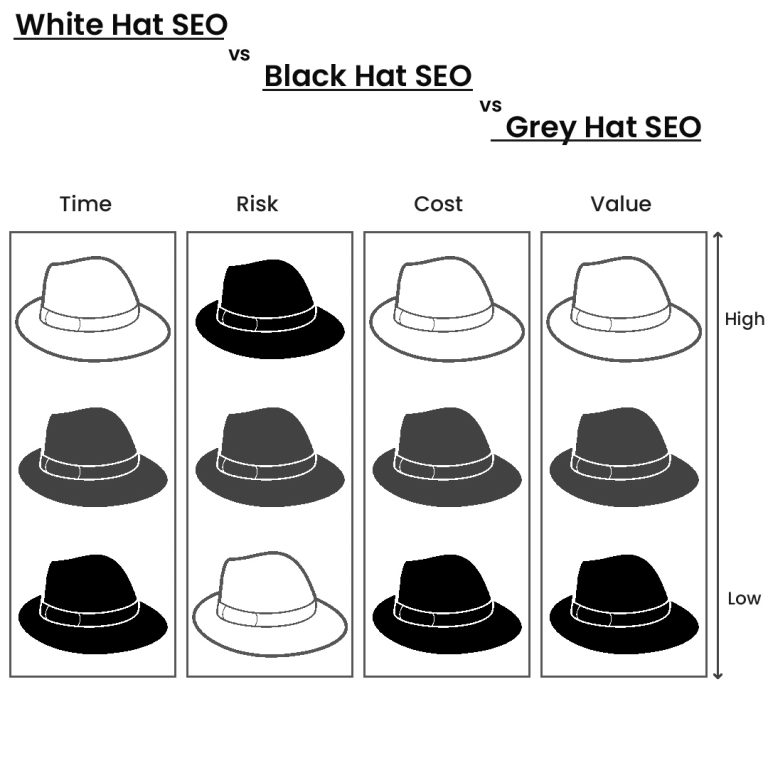 White Hat SEO
vs
Black Hat SEO
vs
Grey Hat SEO
Time Risk Cost Value
High
Low